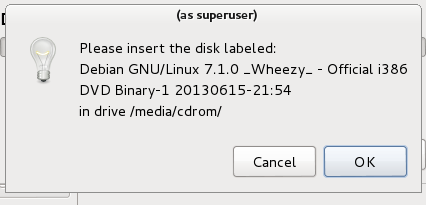 (as superuser)
Please insert the disk labeled:
Debian GNU/Linux 7.1.0 _Wheezy_ - Official i386
DVD Binary-1 20130615-21:54
in drive /media/cdrom/
Cancel
OK